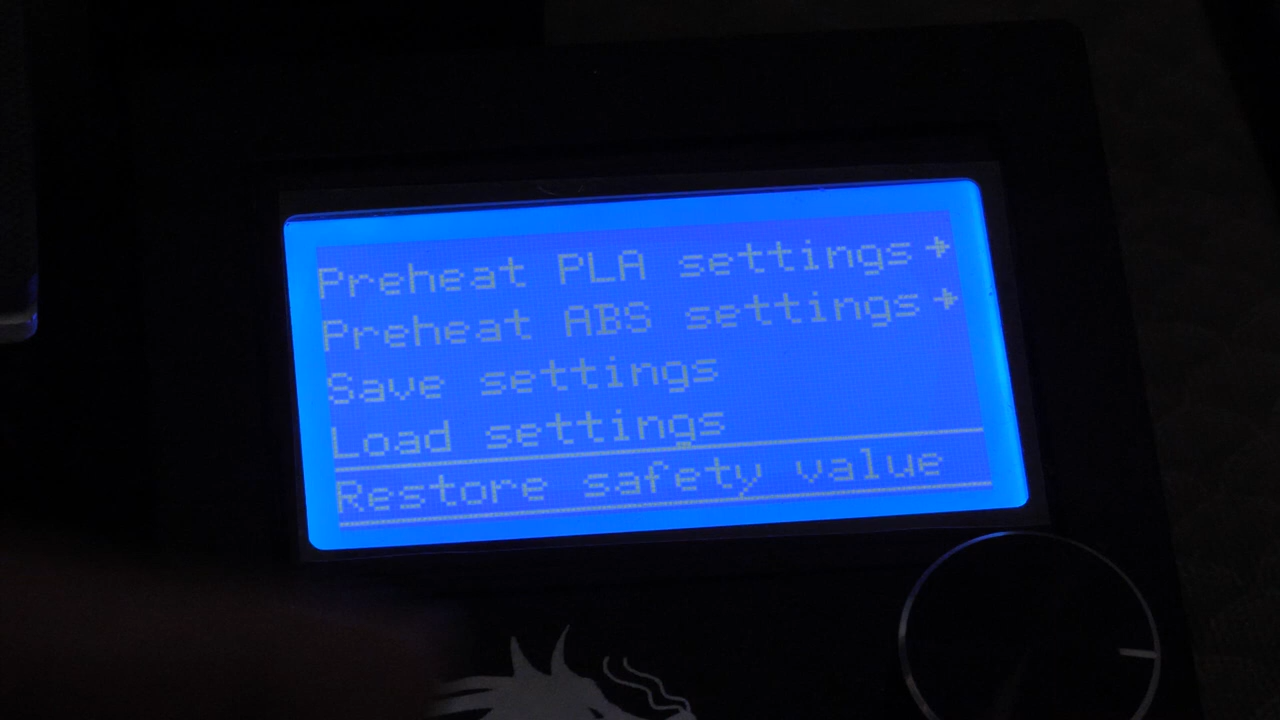 Preheat PLA settings
Preheat ABS settings
Save settings
Load settings
Restore safety value